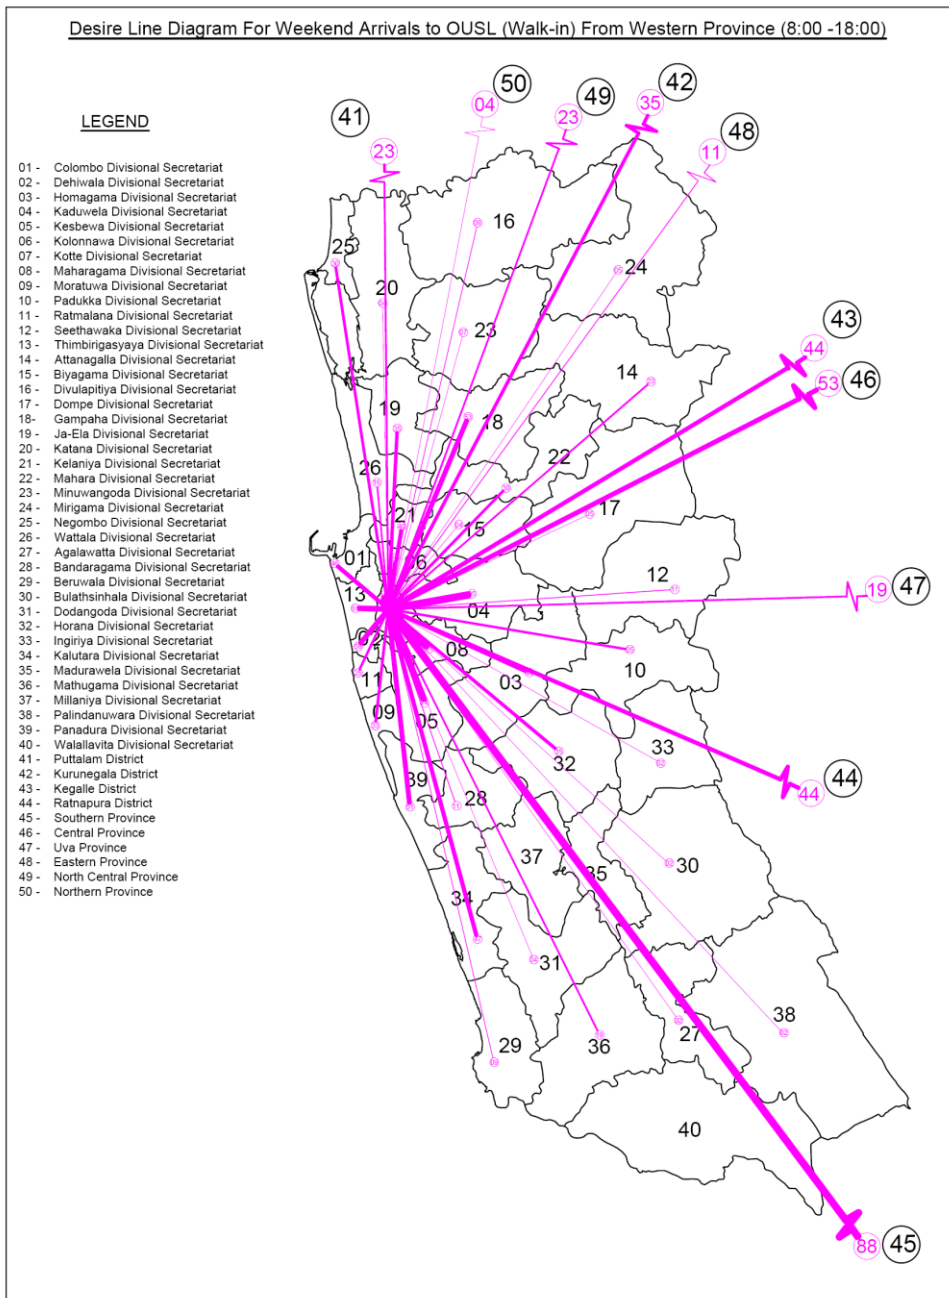 Desire Line Diagram For Weekend Arrivals to OUSL (Walk-in) From Western Province (8:00 -18:00)
LEGEND
01 - Colombo Divisional Secretariat
02 - Dehiwala Divisional Secretariat
03 - Homagama Divisional Secretariat
04 - Kaduwela Divisional Secretariat
05 - Kesbewa Divisional Secretariat
06 - Kolonnawa Divisional Secretariat
07 - Kotte Divisional Secretariat
08 - Maharagama Divisional Secretariat
09 - Moratuwa Divisional Secretariat
10 - Padukka Divisional Secretariat
11 - Ratmalana Divisional Secretariat
12 - Seethawaka Divisional Secretariat
13 - Thimbirigasyaya Divisional Secretariat
14 - Attanagalla Divisional Secretariat
15 - Biyagama Divisional Secretariat
16 - Divulapitiya Divisional Secretariat
17 - Dompe Divisional Secretariat
18- Gampaha Divisional Secretariat
19 - Ja-Ela Divisional Secretariat
20 - Katana Divisional Secretariat
21 - Kelaniya Divisional Secretariat
22 - Mahara Divisional Secretariat
23 - Minuwangoda Divisional Secretariat
24 - Mirigama Divisional Secretariat
25 - Negombo Divisional Secretariat
26 - Wattala Divisional Secretariat
27 - Agalawatta Divisional Secretariat
28 - Bandaragama Divisional Secretariat
29 - Beruwala Divisional Secretariat
30 - Bulathsinhala Divisional Secretariat
31 - Dodangoda Divisional Secretariat
32 - Horana Divisional Secretariat
33 - Ingiriya Divisional Secretariat
34 - Kalutara Divisional Secretariat
35 - Madurawela Divisional Secretariat
36 - Mathugama Divisional Secretariat
37 - Millaniya Divisional Secretariat
38 - Palindanuwara Divisional Secretariat
39 - Panadura Divisional Secretariat
40 - Walallavita Divisional Secretariat
41 - Puttalam District
42 - Kurunegala District
43 - Kegalle District
44 - Ratnapura District
45 - Southern Province
46 - Central Province
47 - Uva Province
48 - Eastern Province
49 - North Central Province
50 - Northern Province
50
04
49
23
42
35
41
23
48
11
16
25
24
20
23
43
44
14
46
53
19
18
22
26
17
21
15
01
06
12
13
04
47
19
02
08
10
11
03
09
05
33
32
39
28
44
44
37
30
35
34
31
38
27
29
36
40
88
45